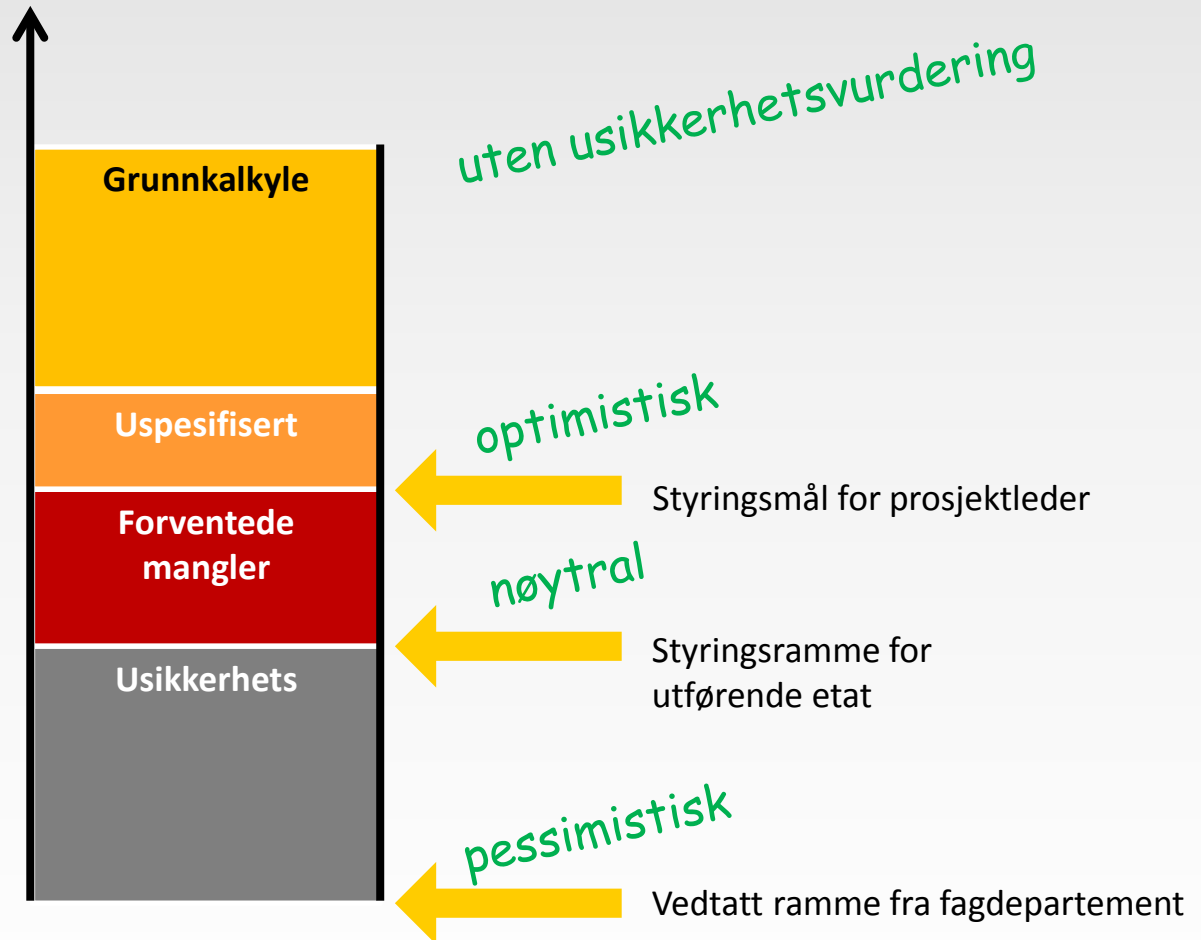 uten usikkerhetsvurdering
Grunnkalkyle
optimistisk
Uspesifisert
Styringsmål for prosjektleder
Forventede
mangler
nøytral
Styringsramme for
utførende etat
Usikkerhets
pessimistisk
Vedtatt ramme fra fagdepartement